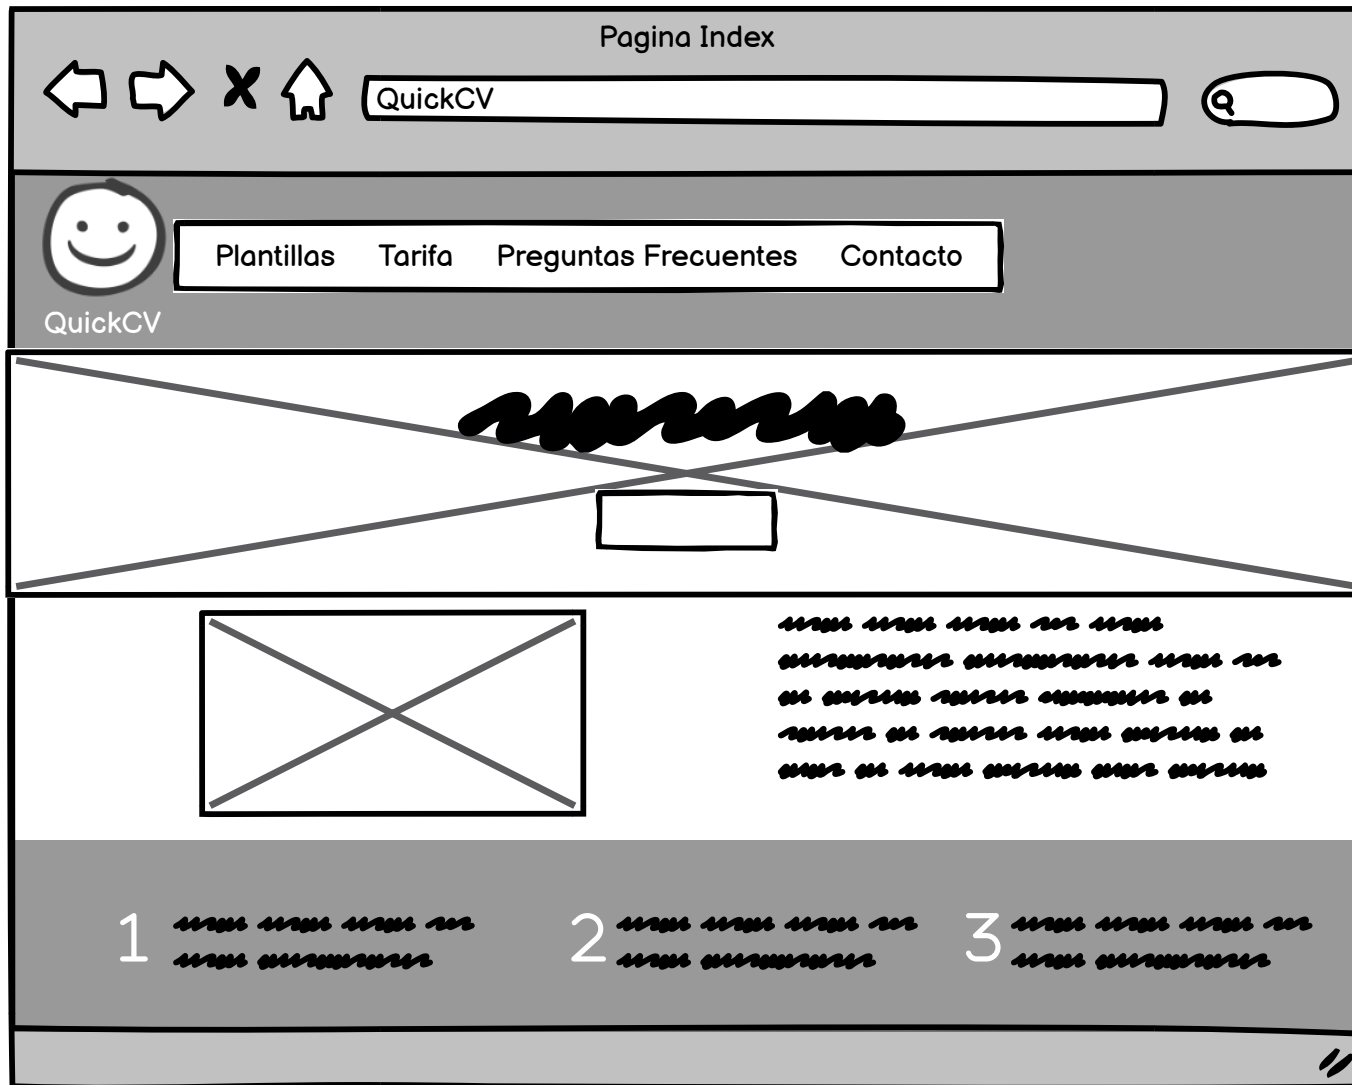 Pagina Index
QuickCV
Plantillas Tarifa Preguntas Frecuentes Contacto
QuickCV
1 2 3